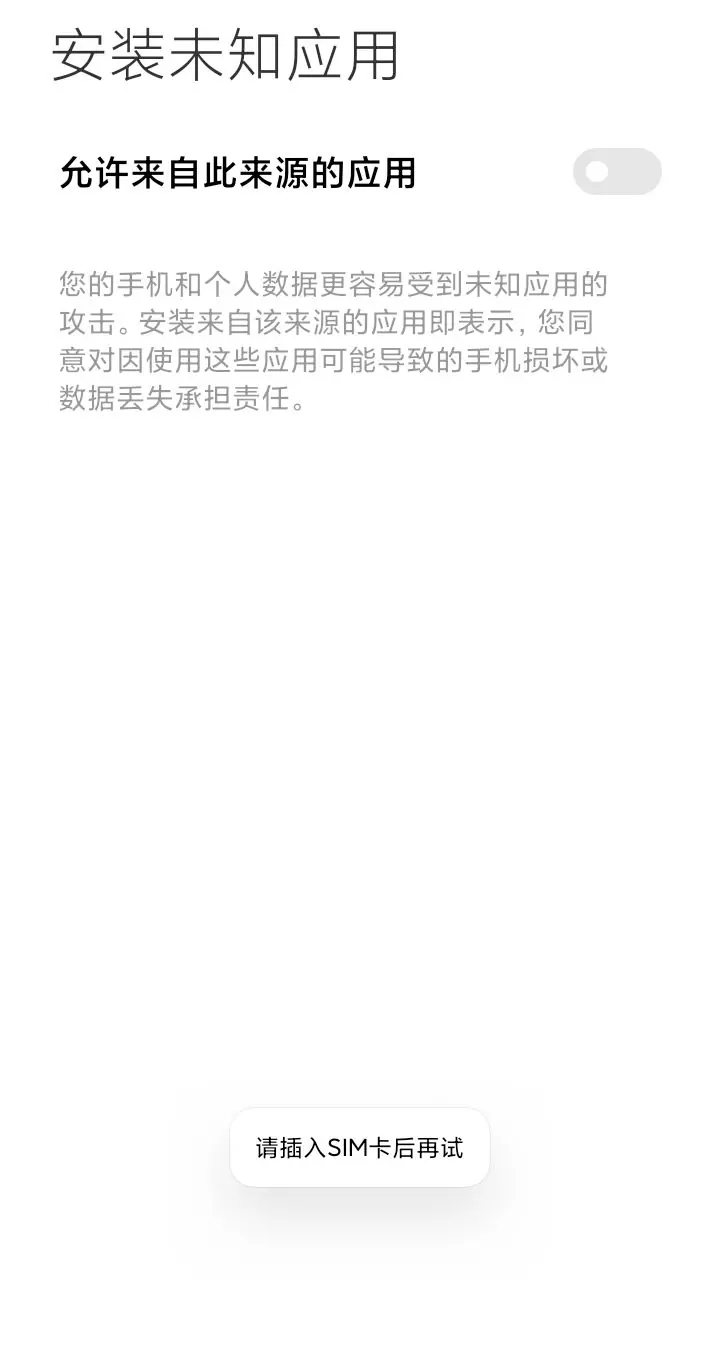 安装未知应用
允许来自此来源的应用
您的手机和个人数据更容易受到未知应用的
攻击。安装来自该来源的应用即表示，您同
意对因使用这些应用可能导致的手机损坏或
数据丢失承担责任。
请插入SIM卡后再试